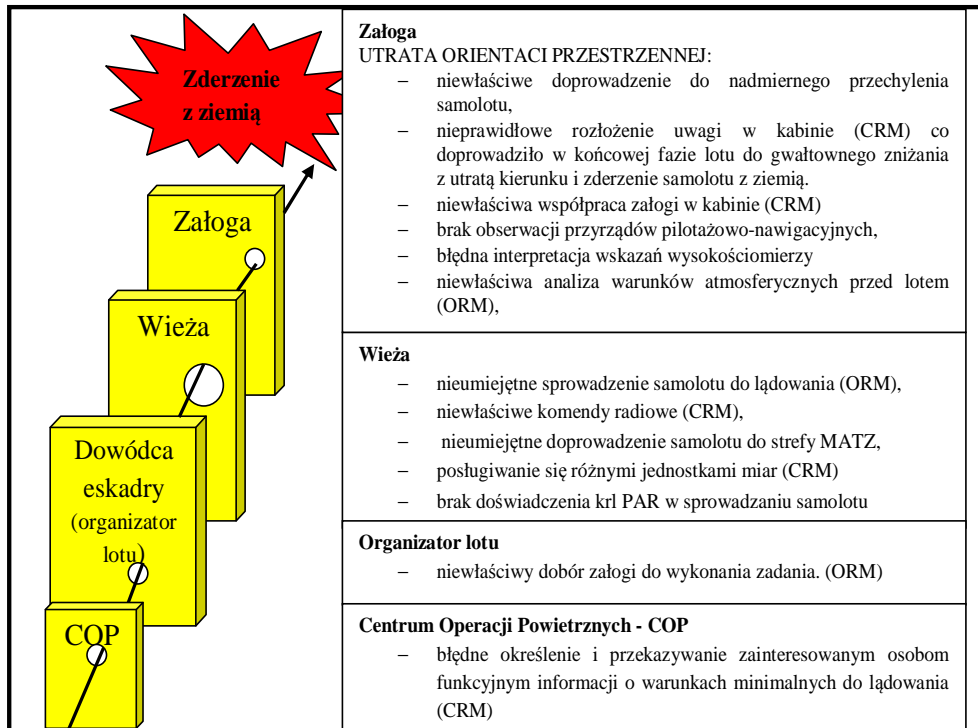 Zderzenie
z ziemią
Załoga
Wieża
Dowódca
eskadry
(organizator
lotu)
COP
Załoga
UTRATA ORIENTACI PRZESTRZENNEJ:
– niewłaściwe doprowadzenie do nadmiernego przechylenia
samolotu,
– nieprawidłowe rozłożenie uwagi w kabinie (CRM) co
doprowadziło w końcowej fazie lotu do gwałtownego zniżania
z utratą kierunku i zderzenie samolotu z ziemią.
– niewłaściwa współpraca załogi w kabinie (CRM)
– brak obserwacji przyrządów pilotażowo-nawigacyjnych,
– błędna interpretacja wskazań wysokościomierzy
– niewłaściwa analiza warunków atmosferycznych przed lotem
(ORM),
Wieża
– nieumiejętne sprowadzenie samolotu do lądowania (ORM),
– niewłaściwe komendy radiowe (CRM),
– nieumiejętne doprowadzenie samolotu do strefy MATZ,
– posługiwanie się różnymi jednostkami miar (CRM)
– brak doświadczenia krl PAR w sprowadzaniu samolotu
Organizator lotu
– niewłaściwy dobór załogi do wykonania zadania. (ORM)
Centrum Operacji Powietrznych - COP
– błędne określenie i przekazywanie zainteresowanym osobom
funkcyjnym informacji o warunkach minimalnych do lądowania
(CRM)